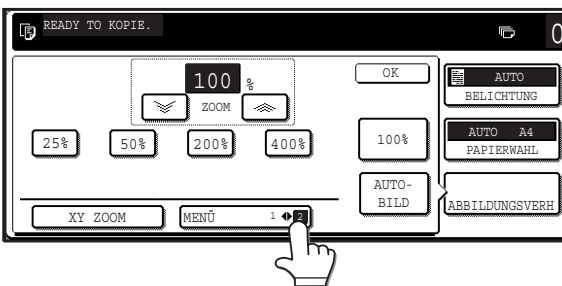 READY TO KOPIE.
0
100 %
ZOOM
OK
AUTO
BELICHTUNG
25%
50%
200%
400%
100%
AUTO A4
PAPIERWAHL
AUTO-
BILD
ABBILDUNGSVERH
XY ZOOM
MENÜ 1 2